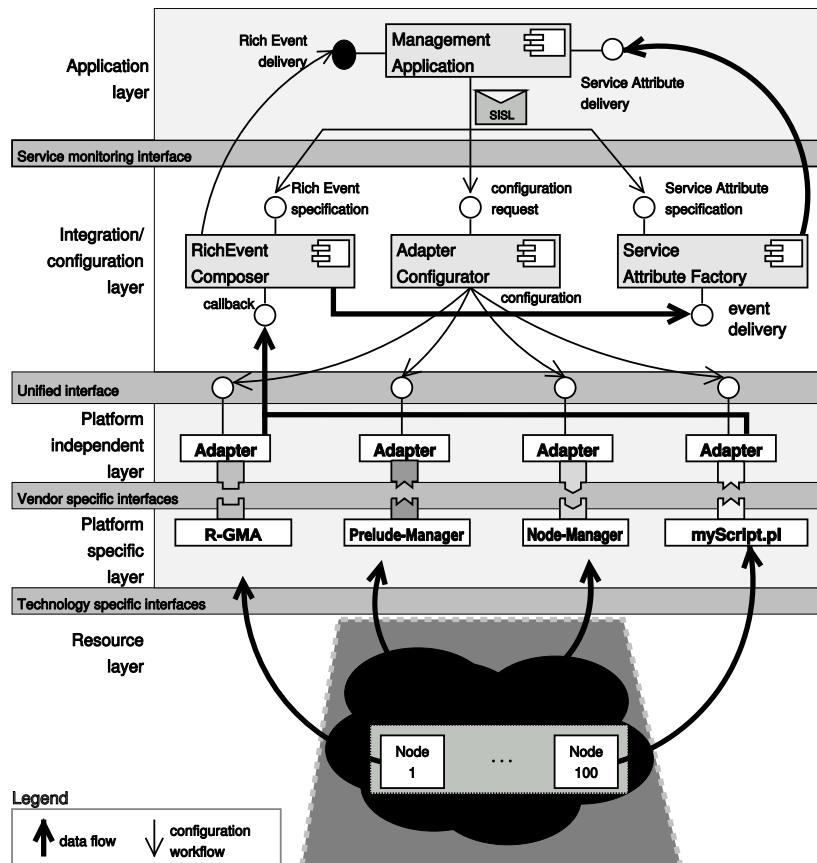 Rich Event
delivery
Management
Application
Application
layer
Service Attribute
delivery
SISL
Service monitoring interface
Rich Event
specification
configuration
request
Service Attribute
specification
Integration/
configuration
layer
RichEvent
Composer
Adapter
Configurator
Service
Attribute Factory
callback
configuration
event
delivery
Unified interface
Platform
independent
layer
Adapter
Adapter
Adapter
Adapter
Vendor specific interfaces
Platform
specific
layer
R-GMA
Prelude-Manager
Node-Manager
myScript.pl
Technology specific interfaces
Resource
layer
Node
1
...
Node
100
Legend
data flow
configuration
workflow